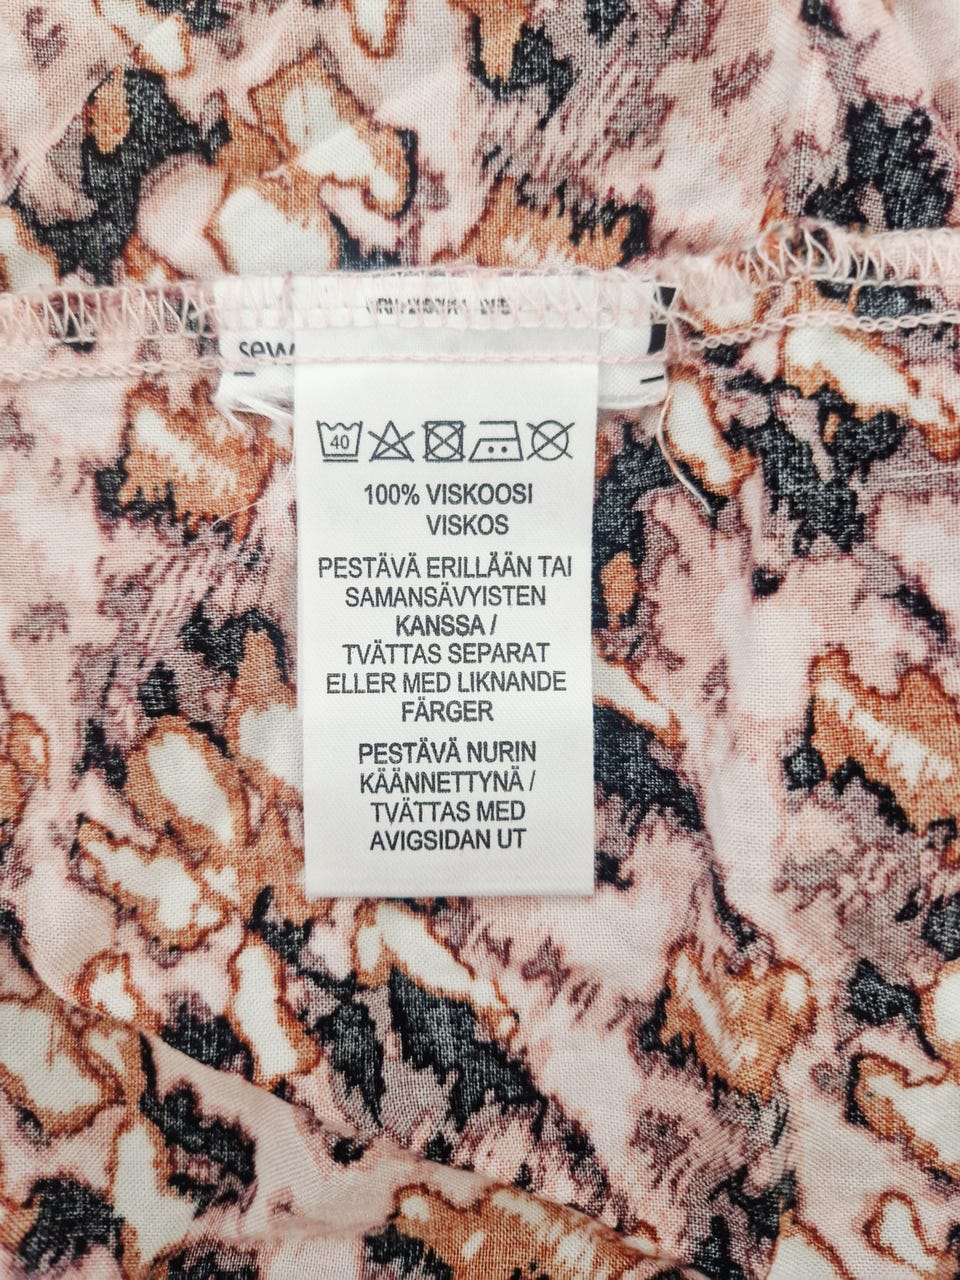 sew
40
100% VISKOOSI
VISKOS
PESTÄVÄ ERILLÄÄN TAI
SAMANSÄVYISTEN
KANSSA /
TVÄTTAS SEPARAT
ELLER MED LIKNANDE
FÄRGER
PESTÄVÄ NURIN
KÄÄNNETTYNÄ /
TVÄTTAS MED
AVIGSIDAN UT